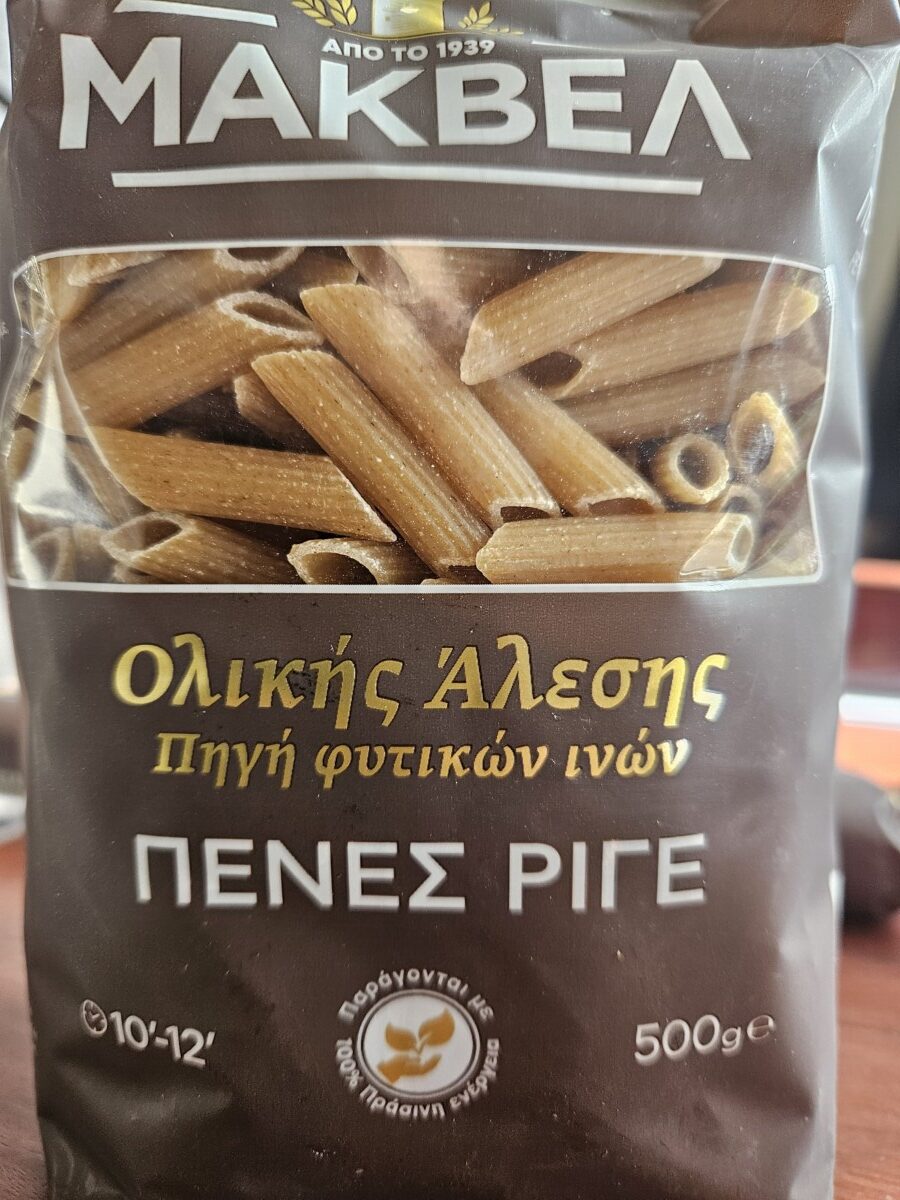 ΑΠΟ ΤΟ 1939
ΜΑΚΒΕΛ
Ολικής Άλεσης
Πηγή φυτικών ινών
ΠΕΝΕΣ ΡΙΓΕ
10'-12'
Παράγονται με
100% Πράσινη ενέργεια
500g℮